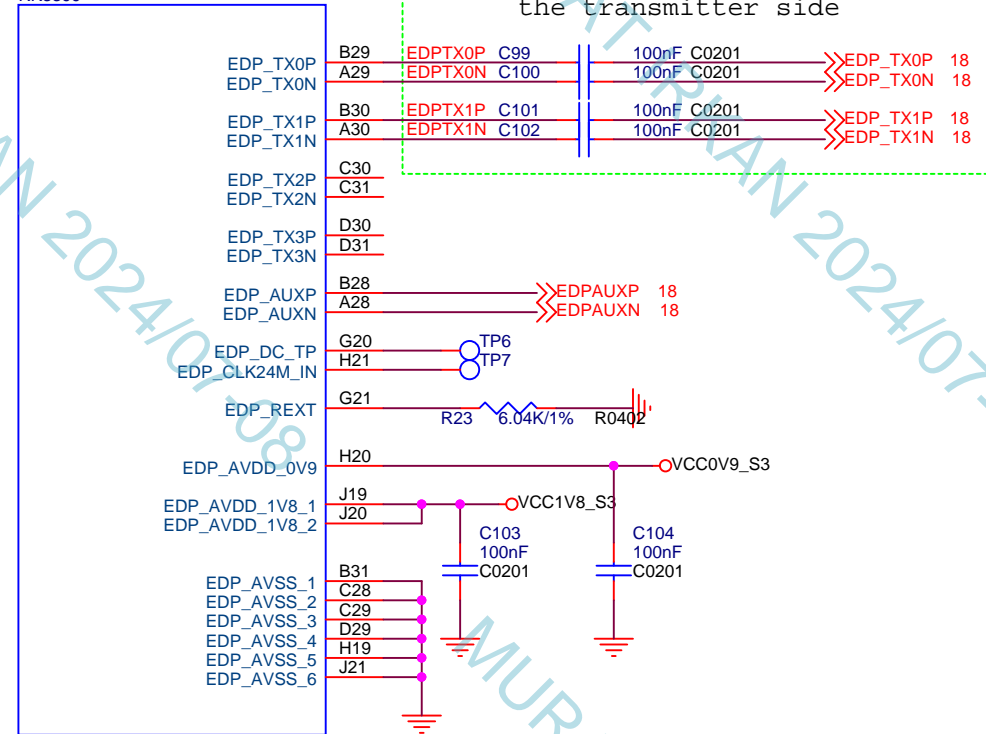 the transmitter side
EDP_TX0P B29 EDPTX0P C99 100nF C0201 EDP_TX0P 18
EDP_TX0N A29 EDPTX0N C100 100nF C0201 EDP_TX0N 18
EDP_TX1P B30 EDPTX1P C101 100nF C0201 EDP_TX1P 18
EDP_TX1N A30 EDPTX1N C102 100nF C0201 EDP_TX1N 18
EDP_TX2P C30
EDP_TX2N C31
EDP_TX3P D30
EDP_TX3N D31
EDP_AUXP B28 EDPAUXP 18
EDP_AUXN A28 EDPAUXN 18
EDP_DC_TP G20 TP6
EDP_CLK24M_IN H21 TP7
EDP_REXT G21 R23 6.04K/1% R0402
EDP_AVDD_0V9 H20 VCC0V9_S3
EDP_AVDD_1V8_1 J19 VCC1V8_S3
EDP_AVDD_1V8_2 J20
C103 C104
100nF 100nF
C0201 C0201
EDP_AVSS_1 B31
EDP_AVSS_2 C28
EDP_AVSS_3 C29
EDP_AVSS_4 D29
EDP_AVSS_5 H19
EDP_AVSS_6 J21
AN 2024/07-08
AT IRKAN 2024/07-
MUR